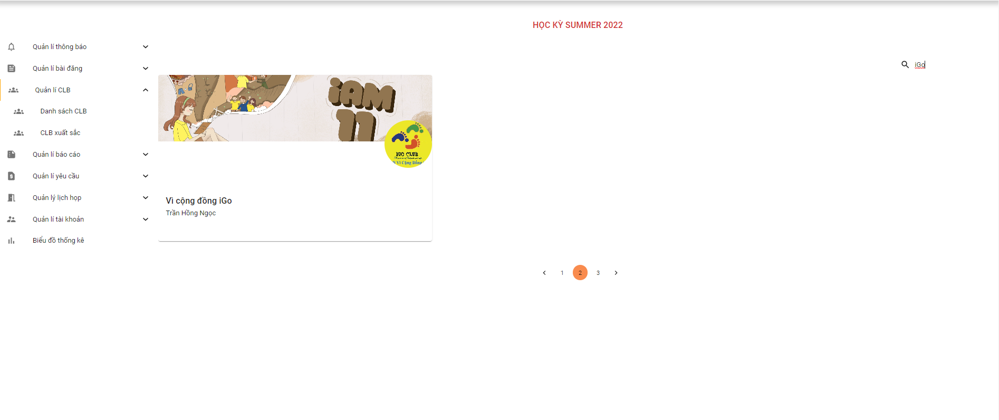 HỌC KỲ SUMMER 2022
Quản lí thông báo
Quản lí bài đăng
Quản lí CLB
Danh sách CLB
CLB xuất sắc
Quản lí báo cáo
Quản lí yêu cầu
Quản lý lịch họp
Quản lí tài khoản
Biểu đồ thống kê
iGo
iAM
11
IGO CLUB
Vì Cộng Đồng
Vì cộng đồng iGo
Trần Hồng Ngọc
1 2 3